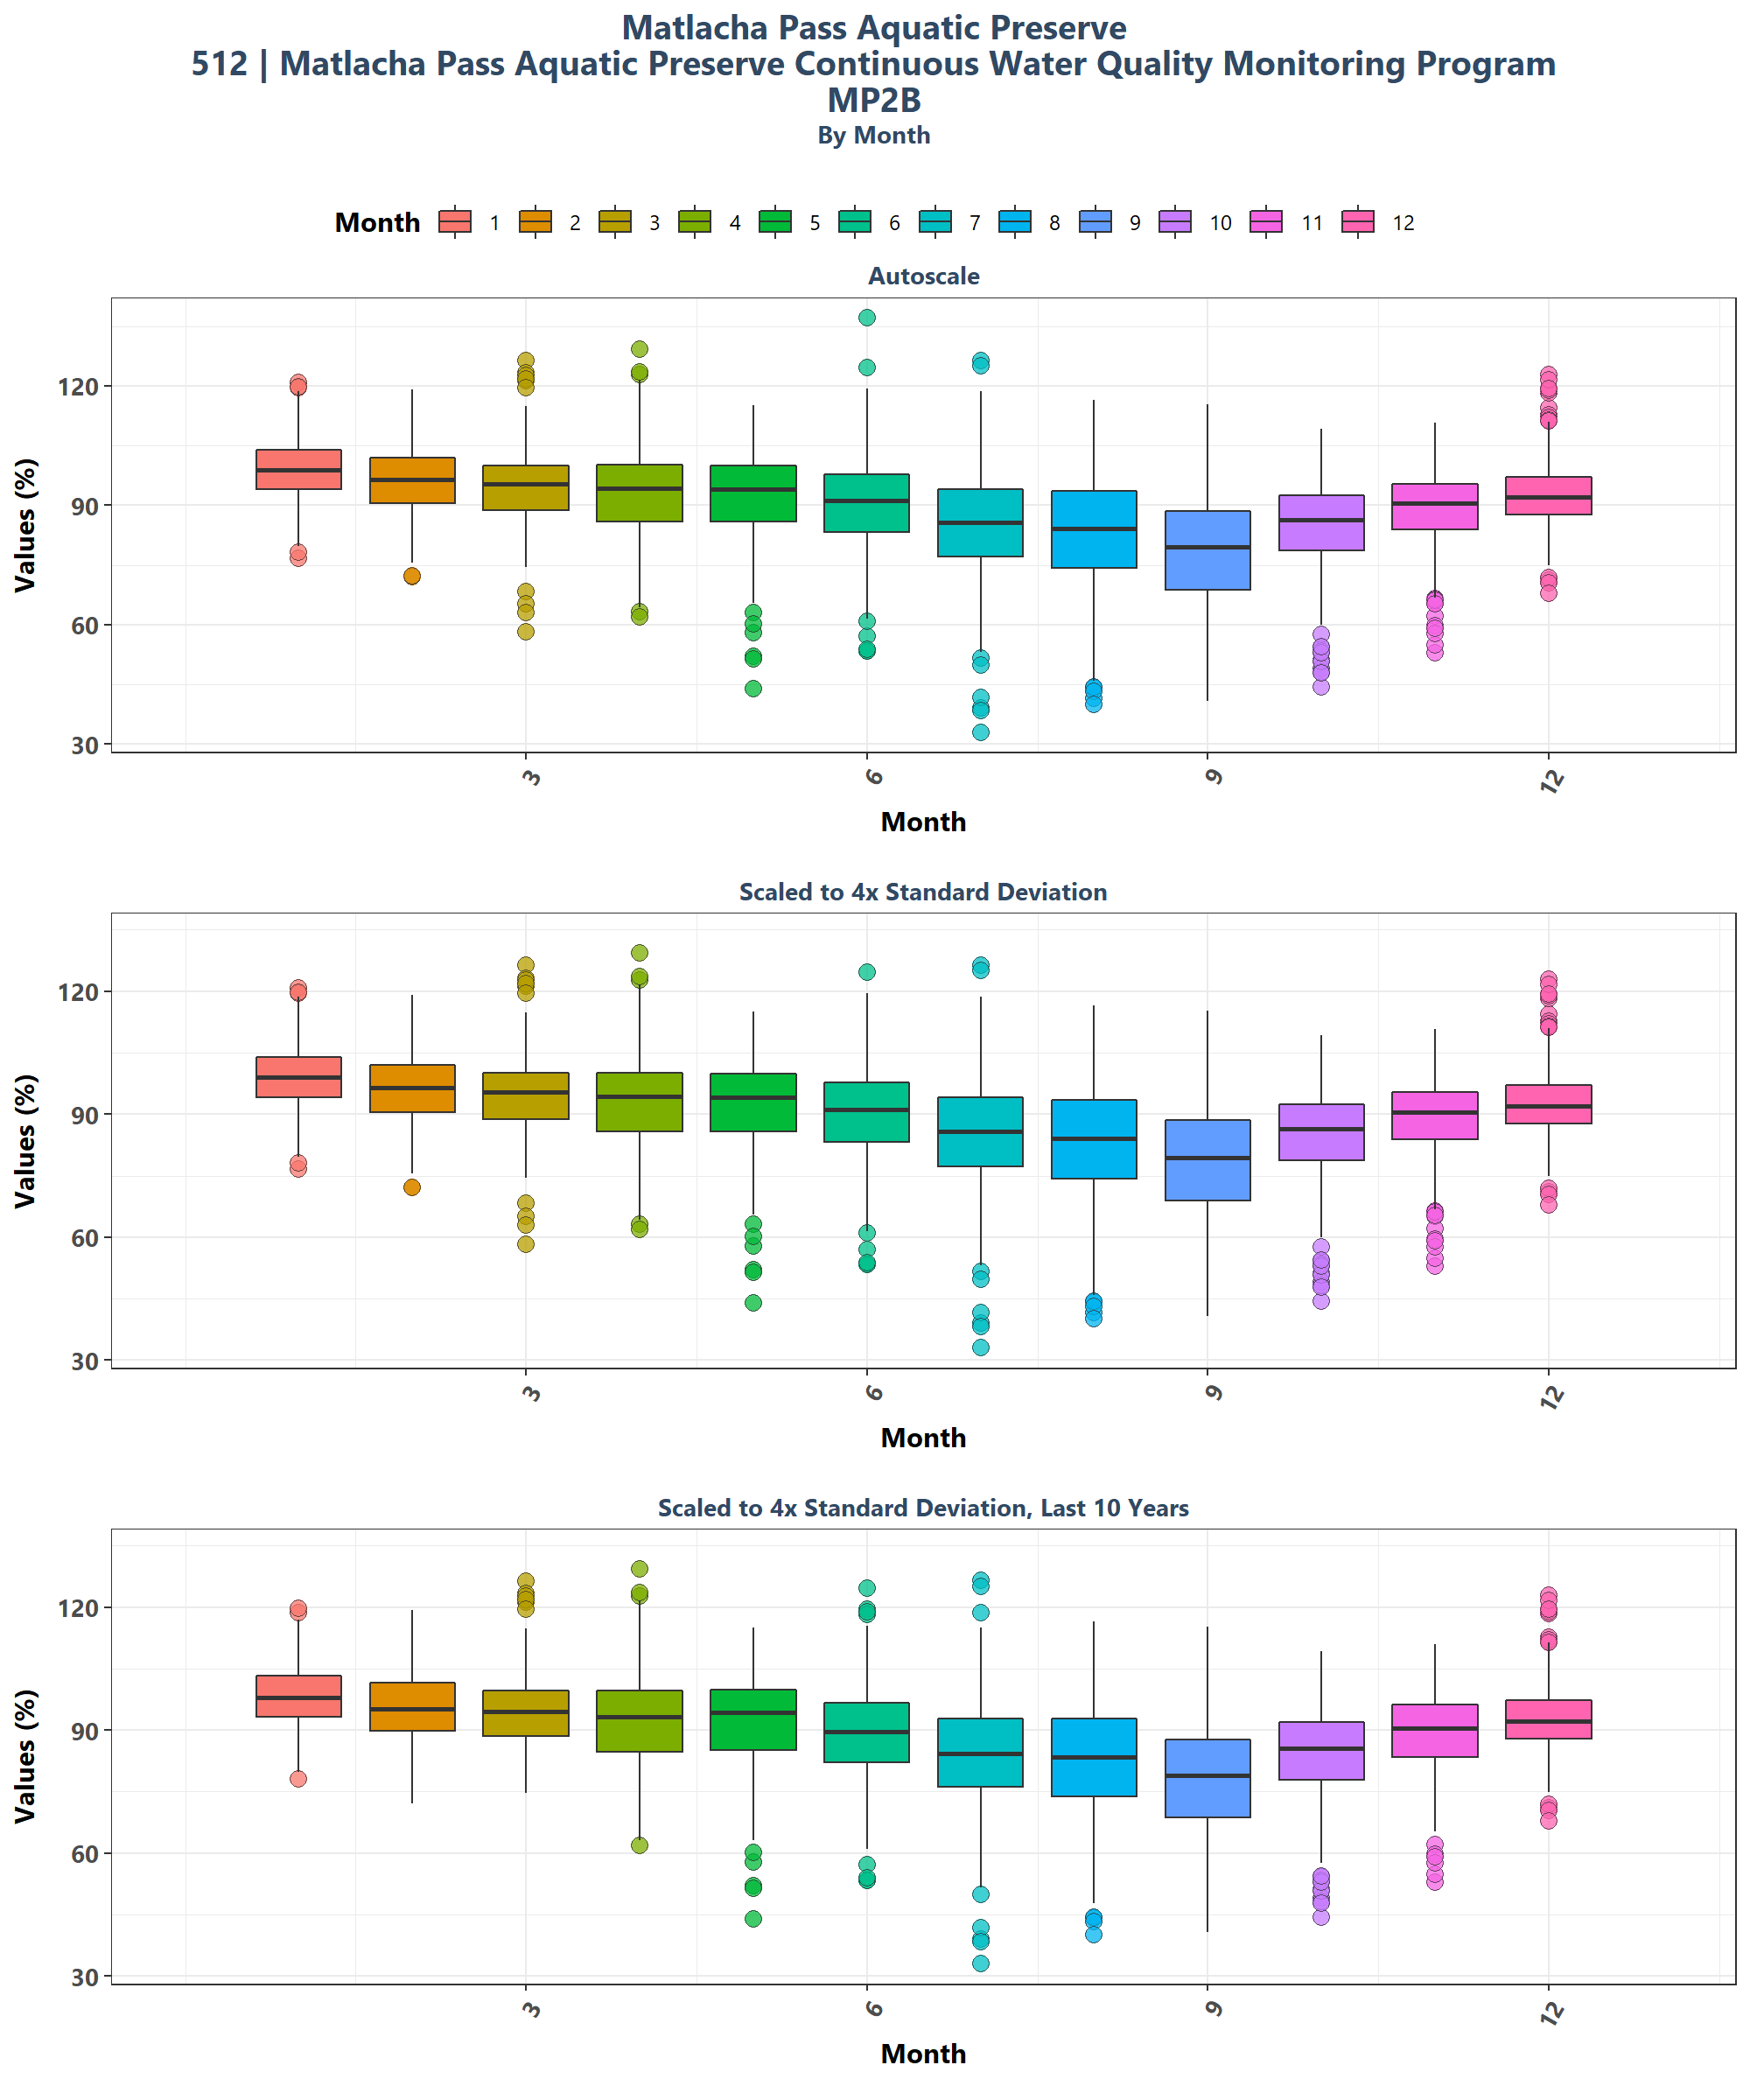 Matlacha Pass Aquatic Preserve
512 | Matlacha Pass Aquatic Preserve Continuous Water Quality Monitoring Program
MP2B
By Month
Month 1 2 3 4 5 6 7 8 9 10 11 12
Autoscale
Values (%)
120
90
60
30
3 6 9 12
Month
Scaled to 4x Standard Deviation
Values (%)
120
90
60
30
3 6 9 12
Month
Scaled to 4x Standard Deviation, Last 10 Years
Values (%)
120
90
60
30
3 6 9 12
Month